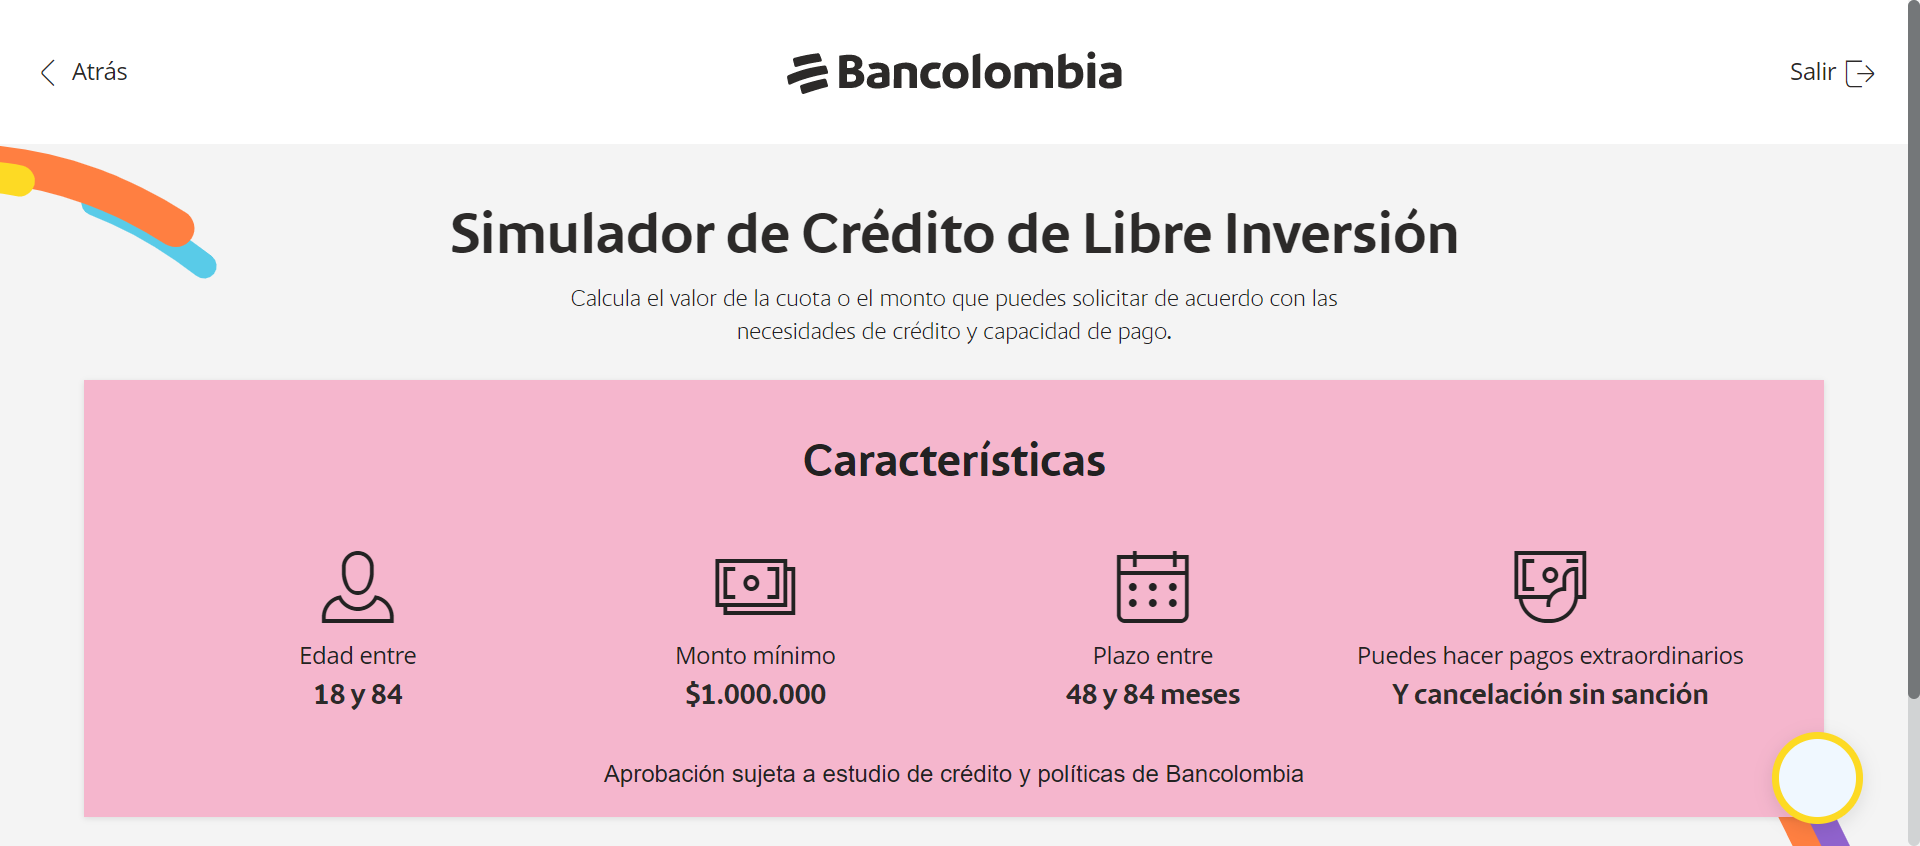 Atrás
Bancolombia
Salir
Simulador de Crédito de Libre Inversión
Calcula el valor de la cuota o el monto que puedes solicitar de acuerdo con las
necesidades de crédito y capacidad de pago.
Características
Edad entre
18 y 84
Monto mínimo
$1.000.000
Plazo entre
48 y 84 meses
Puedes hacer pagos extraordinarios
Y cancelación sin sanción
Aprobación sujeta a estudio de crédito y políticas de Bancolombia